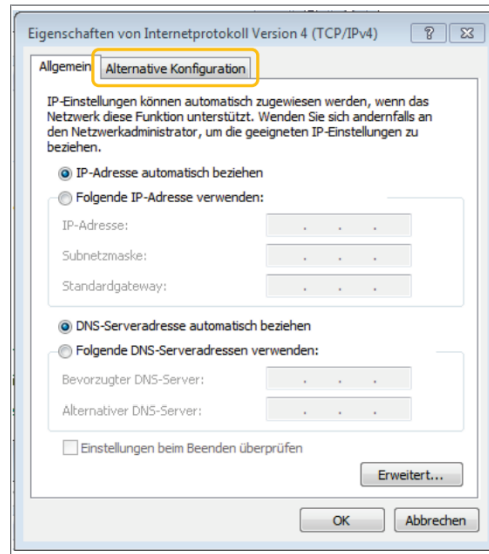 Eigenschaften von Internetprotokoll Version 4 (TCP/IPv4)
Allgemein
Alternative Konfiguration
IP-Einstellungen können automatisch zugewiesen werden, wenn das
Netzwerk diese Funktion unterstützt. Wenden Sie sich andernfalls an
den Netzwerkadministrator, um die geeigneten IP-Einstellungen zu
beziehen.
IP-Adresse automatisch beziehen
Folgende IP-Adresse verwenden:
IP-Adresse:
Subnetzmaske:
Standardgateway:
DNS-Serveradresse automatisch beziehen
Folgende DNS-Serveradressen verwenden:
Bevorzugter DNS-Server:
Alternativer DNS-Server:
Einstellungen beim Beenden überprüfen
Erweitert...
OK
Abbrechen